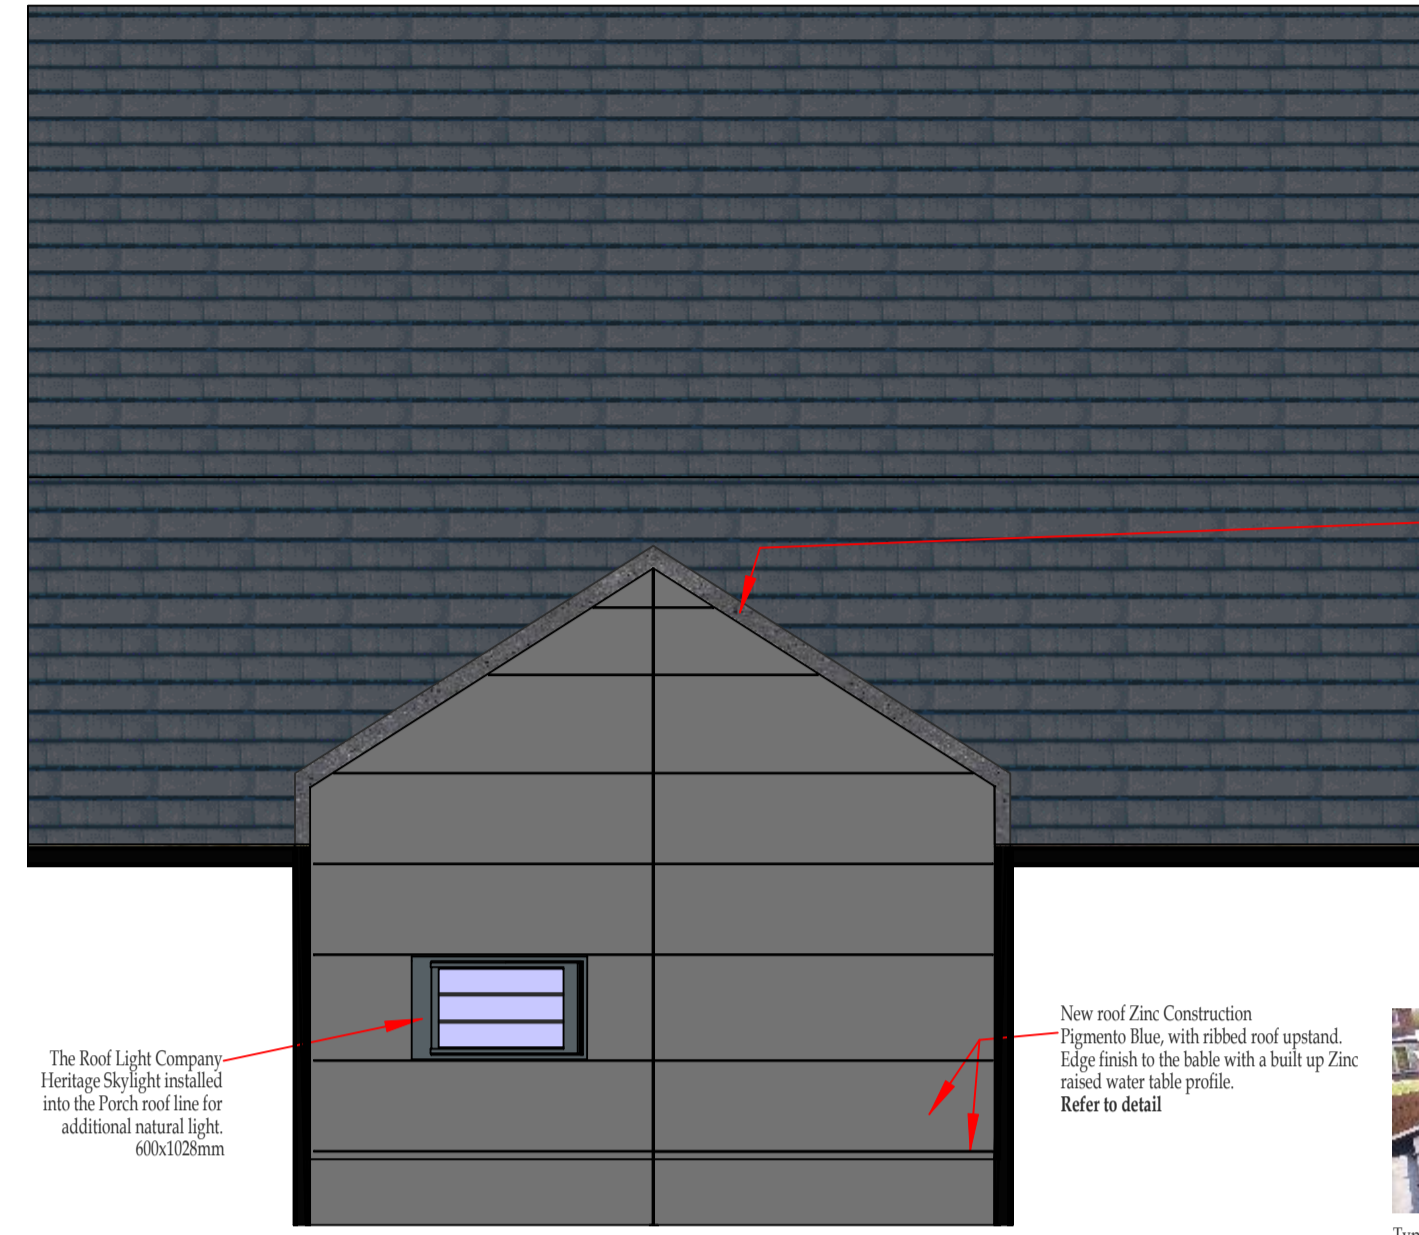 The Roof Light Company
Heritage Skylight installed
into the Porch roof line for
additional natural light.
600x1028mm
New roof Zinc Construction
Pigmento Blue, with ribbed roof upstand.
Edge finish to the bable with a built up Zinc
raised water table profile.
Refer to detail